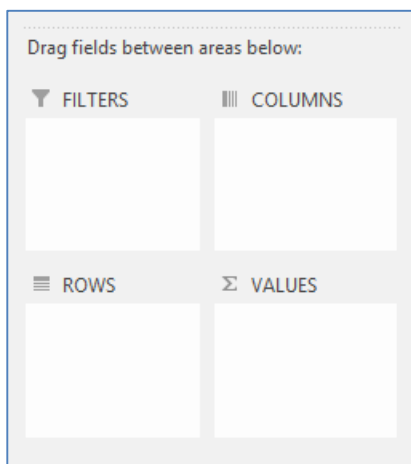 Drag fields between areas below:
FILTERS
COLUMNS
ROWS
Σ VALUES